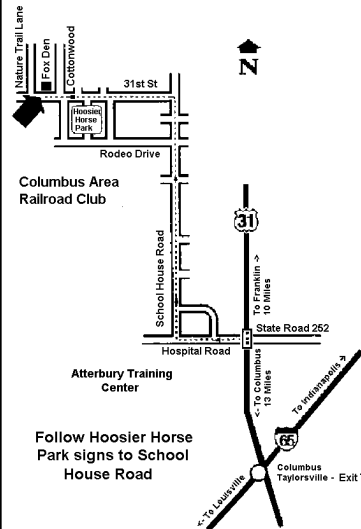 Nature Trail Lane
Fox Den
Cottonwood
31st St
Hoosier
Horse
Park
N
Rodeo Drive
Columbus Area
Railroad Club
31
School House Road
To Franklin ->
10 Miles
State Road 252
Hospital Road
Atterbury Training
Center
<- To Columbus
13 Miles
To Indianapolis ->
65
Follow Hoosier Horse
Park signs to School
House Road
Columbus
Taylorsville - Exit
<- To Louisville